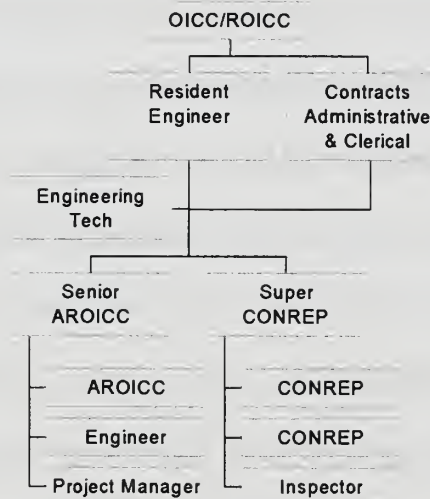 OICC/ROICC
Resident
Engineer
Contracts
Administrative
& Clerical
Engineering
Tech
Senior
AROICC
Super
CONREP
AROICC
CONREP
Engineer
CONREP
Project Manager
Inspector